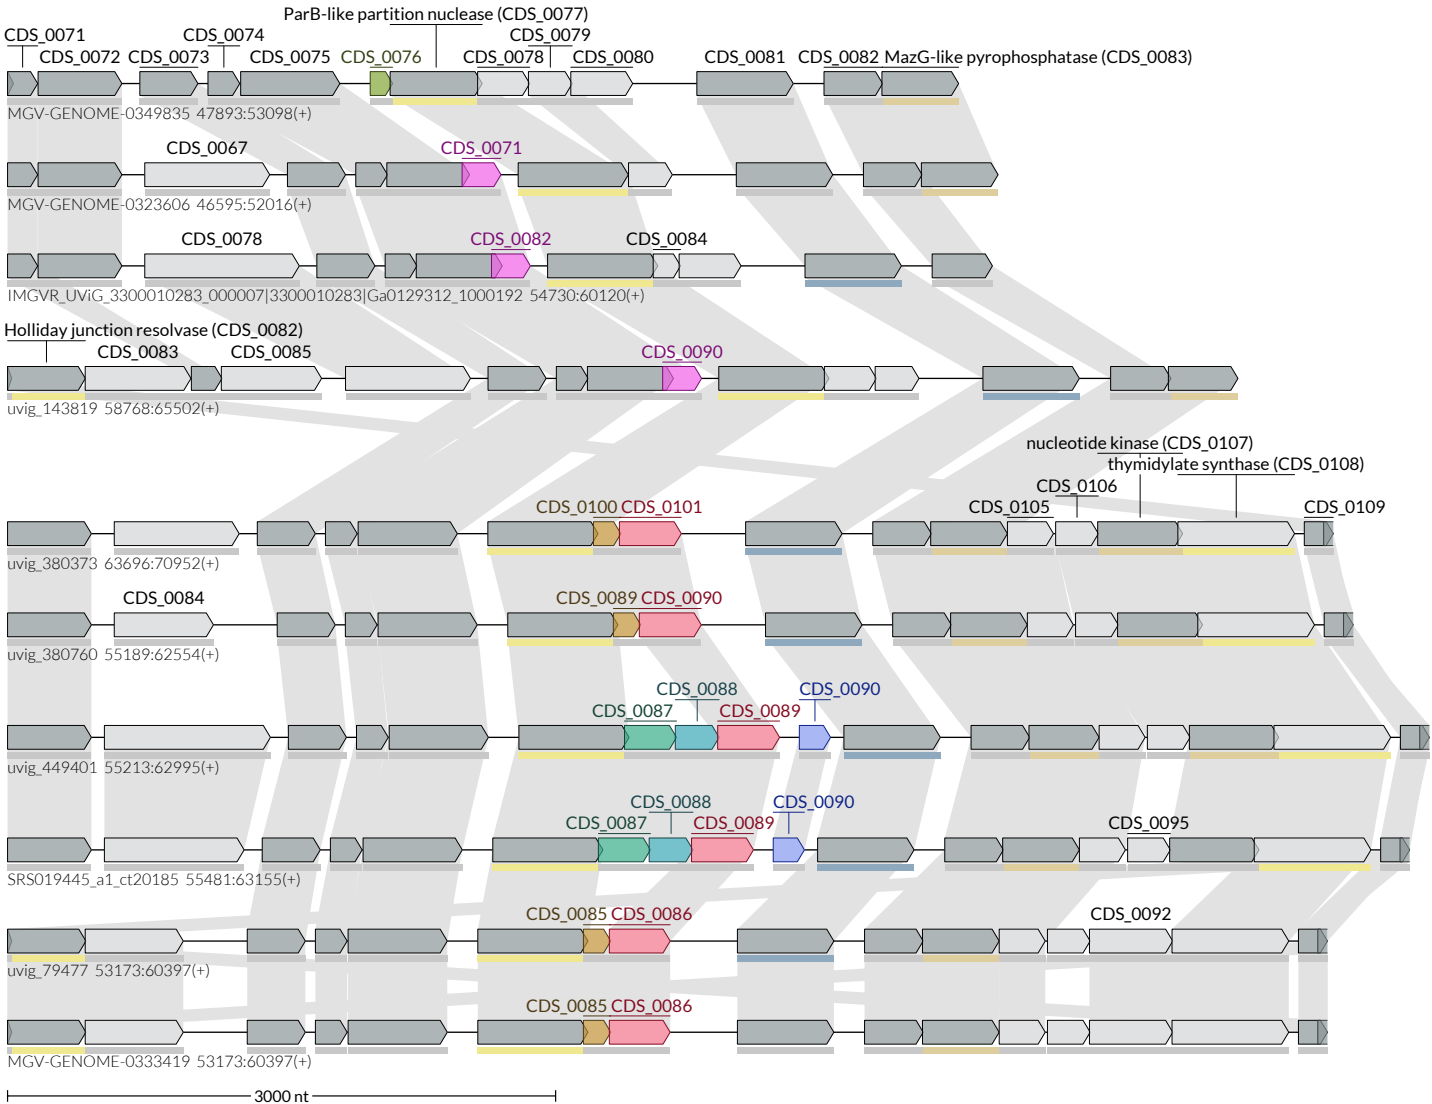 ParB-like partition nuclease (CDS_0077)
CDS_0071 CDS_0074 CDS_0079
CDS_0072 CDS_0073 CDS_0075 CDS_0076 CDS_0078 CDS_0080 CDS_0081 CDS_0082 MazG-like pyrophosphatase (CDS_0083)
MGV-GENOME-0349835 47893:53098(+)
CDS_0067 CDS_0071
MGV-GENOME-0323606 46595:52016(+)
CDS_0078 CDS_0082 CDS_0084
IMGVR_UViG_3300010283_000007|3300010283|Ga0129312_1000192 54730:60120(+)
Holliday junction resolvase (CDS_0082)
CDS_0083 CDS_0085 CDS_0090
uvig_143819 58768:65502(+)
nucleotide kinase (CDS_0107)
thymidylate synthase (CDS_0108)
CDS_0106
CDS_0100 CDS_0101 CDS_0105 CDS_0109
uvig_380373 63696:70952(+)
CDS_0084 CDS_0089 CDS_0090
uvig_380760 55189:62554(+)
CDS_0088 CDS_0090
CDS_0087 CDS_0089
uvig_449401 55213:62995(+)
CDS_0088 CDS_0090
CDS_0087 CDS_0089 CDS_0095
SRS019445_a1_ct20185 55481:63155(+)
CDS_0085 CDS_0086 CDS_0092
uvig_79477 53173:60397(+)
CDS_0085 CDS_0086
MGV-GENOME-0333419 53173:60397(+)
3000 nt